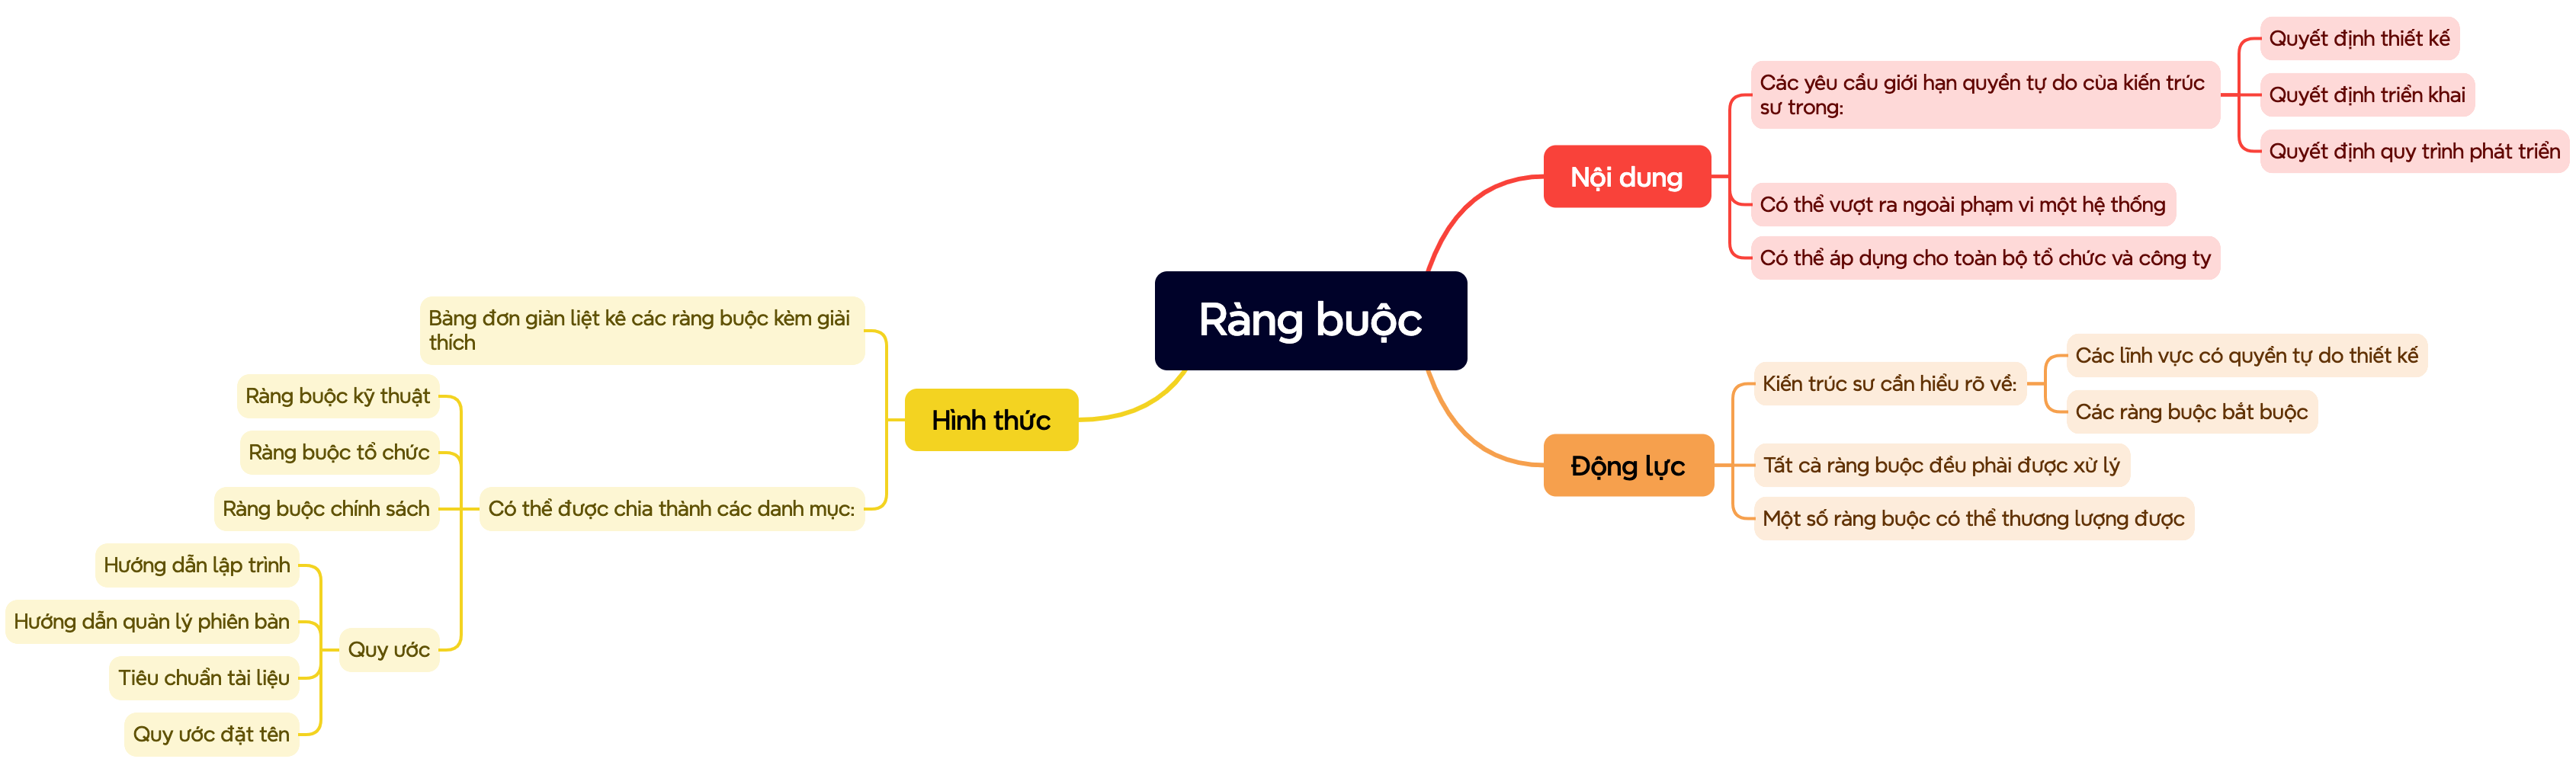 Ràng buộc
Nội dung
Các yêu cầu giới hạn quyền tự do của kiến trúc
sư trong:
Quyết định thiết kế
Quyết định triển khai
Quyết định quy trình phát triển
Có thể vượt ra ngoài phạm vi một hệ thống
Có thể áp dụng cho toàn bộ tổ chức và công ty
Động lực
Kiến trúc sư cần hiểu rõ về:
Các lĩnh vực có quyền tự do thiết kế
Các ràng buộc bắt buộc
Tất cả ràng buộc đều phải được xử lý
Một số ràng buộc có thể thương lượng được
Hình thức
Bảng đơn giản liệt kê các ràng buộc kèm giải
thích
Có thể được chia thành các danh mục:
Ràng buộc kỹ thuật
Ràng buộc tổ chức
Ràng buộc chính sách
Quy ước
Hướng dẫn lập trình
Hướng dẫn quản lý phiên bản
Tiêu chuẩn tài liệu
Quy ước đặt tên